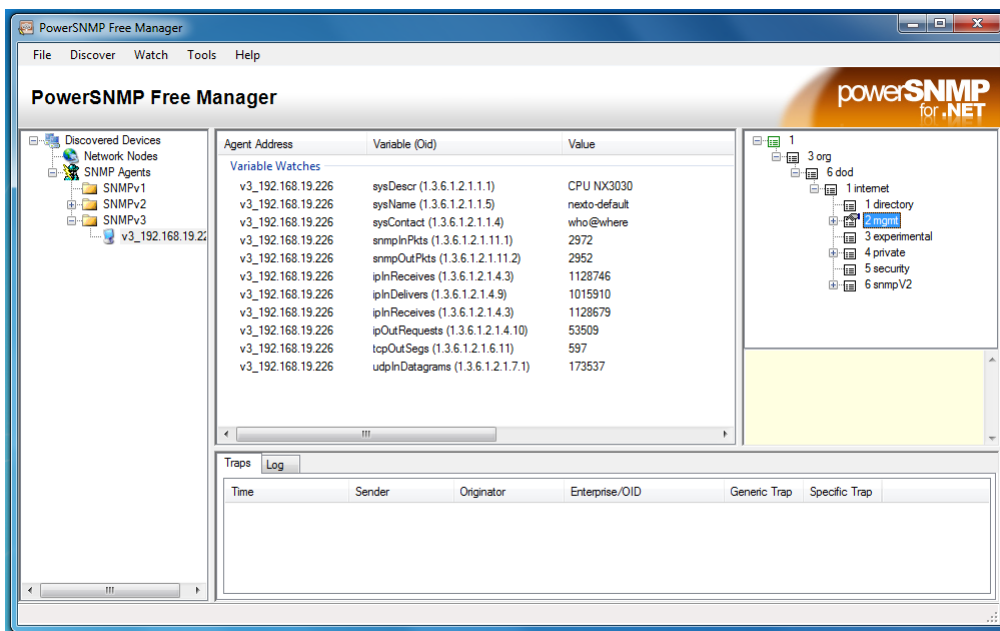 PowerSNMP Free Manager
File Discover Watch Tools Help
PowerSNMP Free Manager
powerSNMP
for .NET
Discovered Devices
Network Nodes
SNMP Agents
SNMPv1
SNMPv2
SNMPv3
v3_192.168.19.22
Agent Address Variable (Oid) Value
Variable Watches
v3_192.168.19.226 sysDescr (1.3.6.1.2.1.1.1) CPU NX3030
v3_192.168.19.226 sysName (1.3.6.1.2.1.1.5) nexto-default
v3_192.168.19.226 sysContact (1.3.6.1.2.1.1.4) who@where
v3_192.168.19.226 snmpInPkts (1.3.6.1.2.1.11.1) 2972
v3_192.168.19.226 snmpOutPkts (1.3.6.1.2.1.11.2) 2952
v3_192.168.19.226 ipInReceives (1.3.6.1.2.1.4.3) 1128746
v3_192.168.19.226 ipInDelivers (1.3.6.1.2.1.4.9) 1015910
v3_192.168.19.226 ipInReceives (1.3.6.1.2.1.4.3) 1128679
v3_192.168.19.226 ipOutRequests (1.3.6.1.2.1.4.10) 53509
v3_192.168.19.226 tcpOutSegs (1.3.6.1.2.1.6.11) 597
v3_192.168.19.226 udpInDatagrams (1.3.6.1.2.1.7.1) 173537
1
3 org
6 dod
1 internet
1 directory
2 mgmt
3 experimental
4 private
5 security
6 snmpV2
Traps Log
Time Sender Originator Enterprise/OID Generic Trap Specific Trap